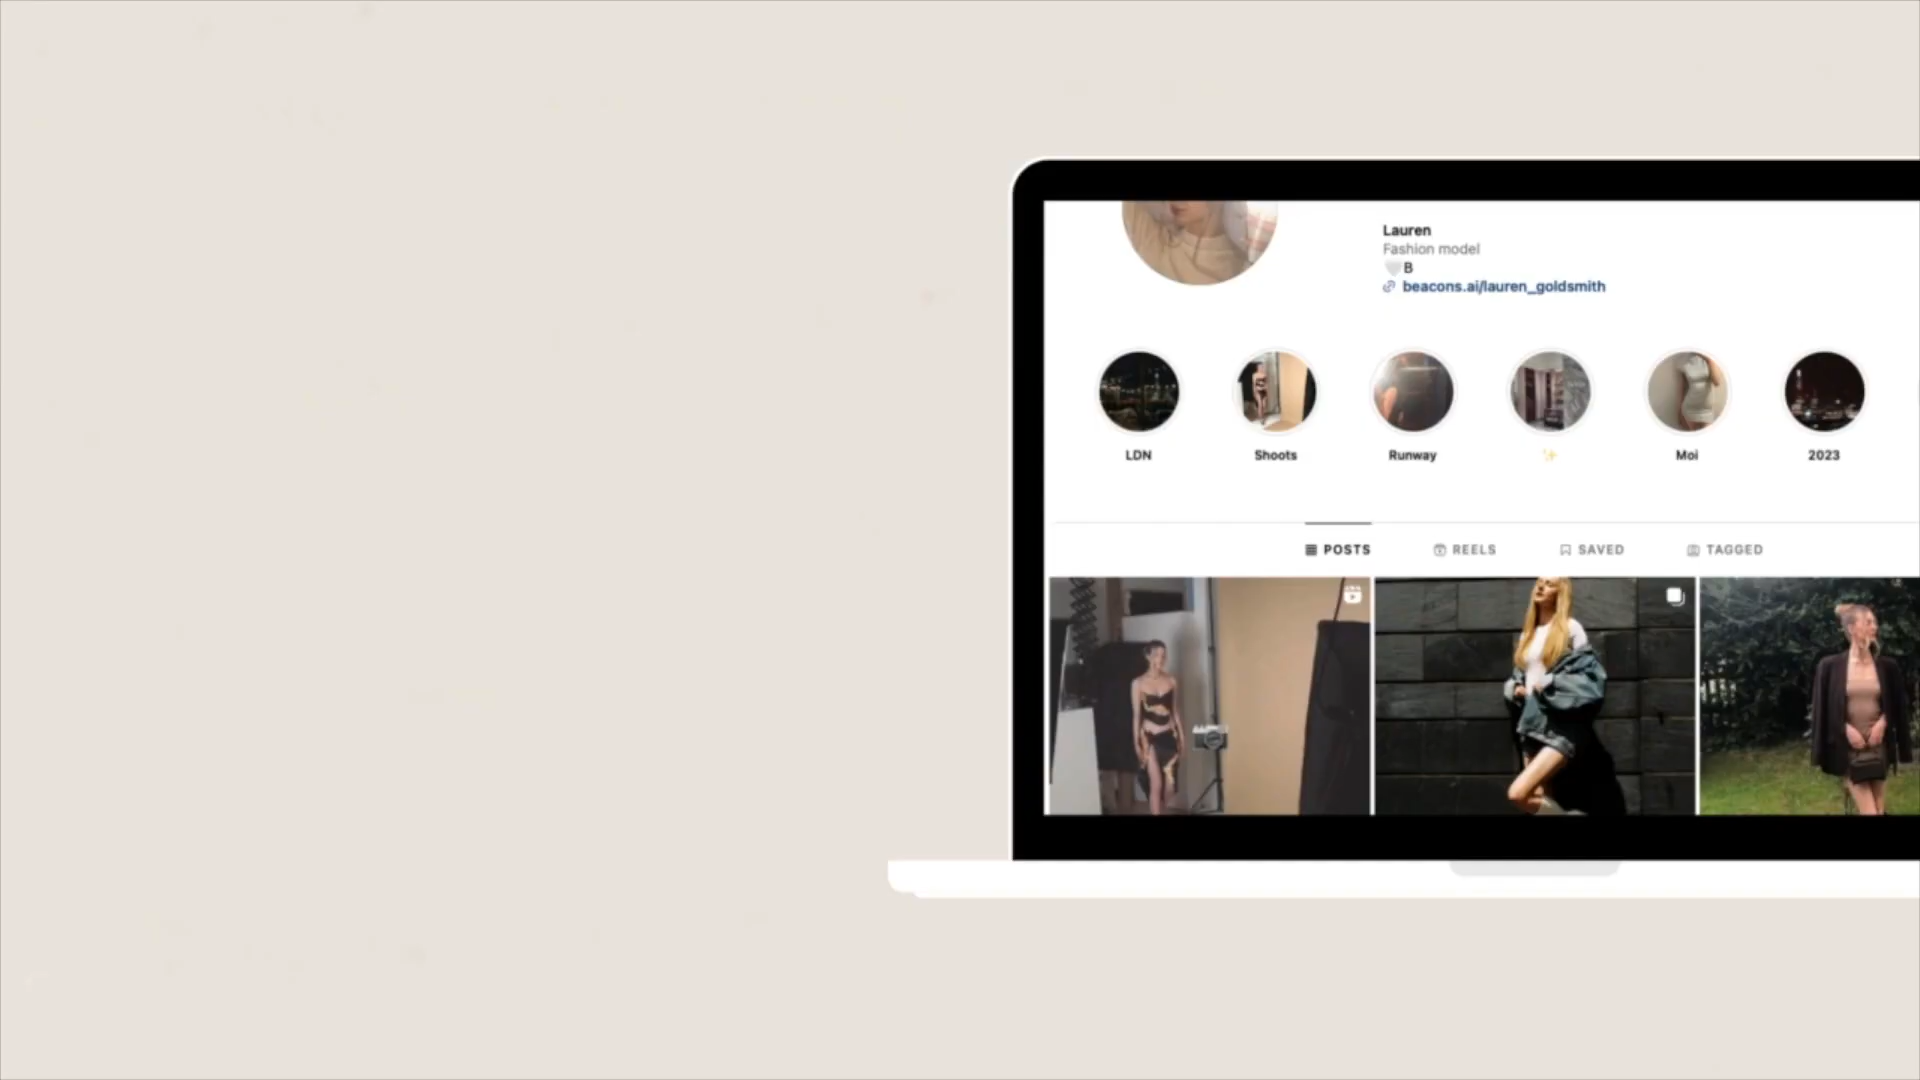 Lauren
Fashion model
🤍B
beacons.ai/lauren_goldsmith
LDN
Shoots
Runway
✨
Moi
2023
POSTS
REELS
SAVED
TAGGED